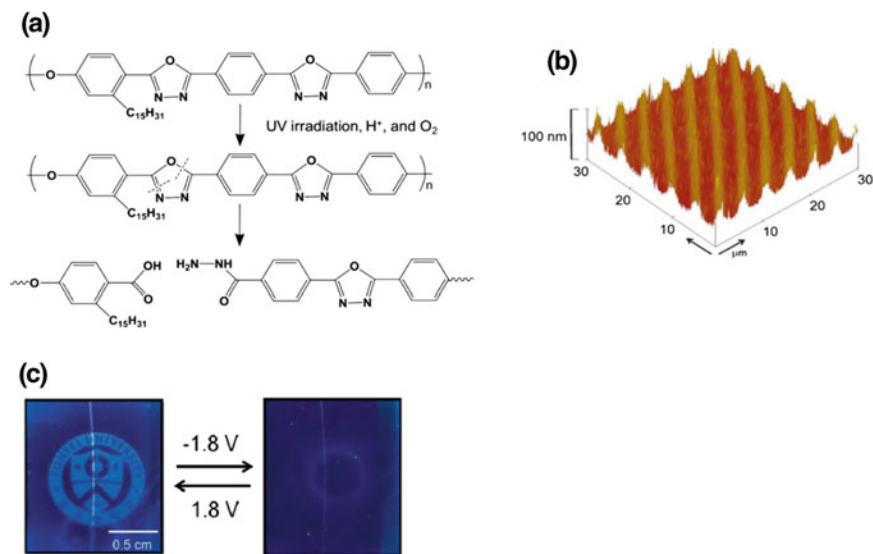 (a)
O
O
O
n
N—N
N—N
C₁₅H₃₁
UV irradiation, H⁺, and O₂
O
O
O
n
N—N
N—N
C₁₅H₃₁
OH
H₂N—NH
O
O
O
O
N—N
C₁₅H₃₁
(b)
100 nm
30
20
10
μm
10
20
30
(c)
-1.8 V
1.8 V
0.5 cm